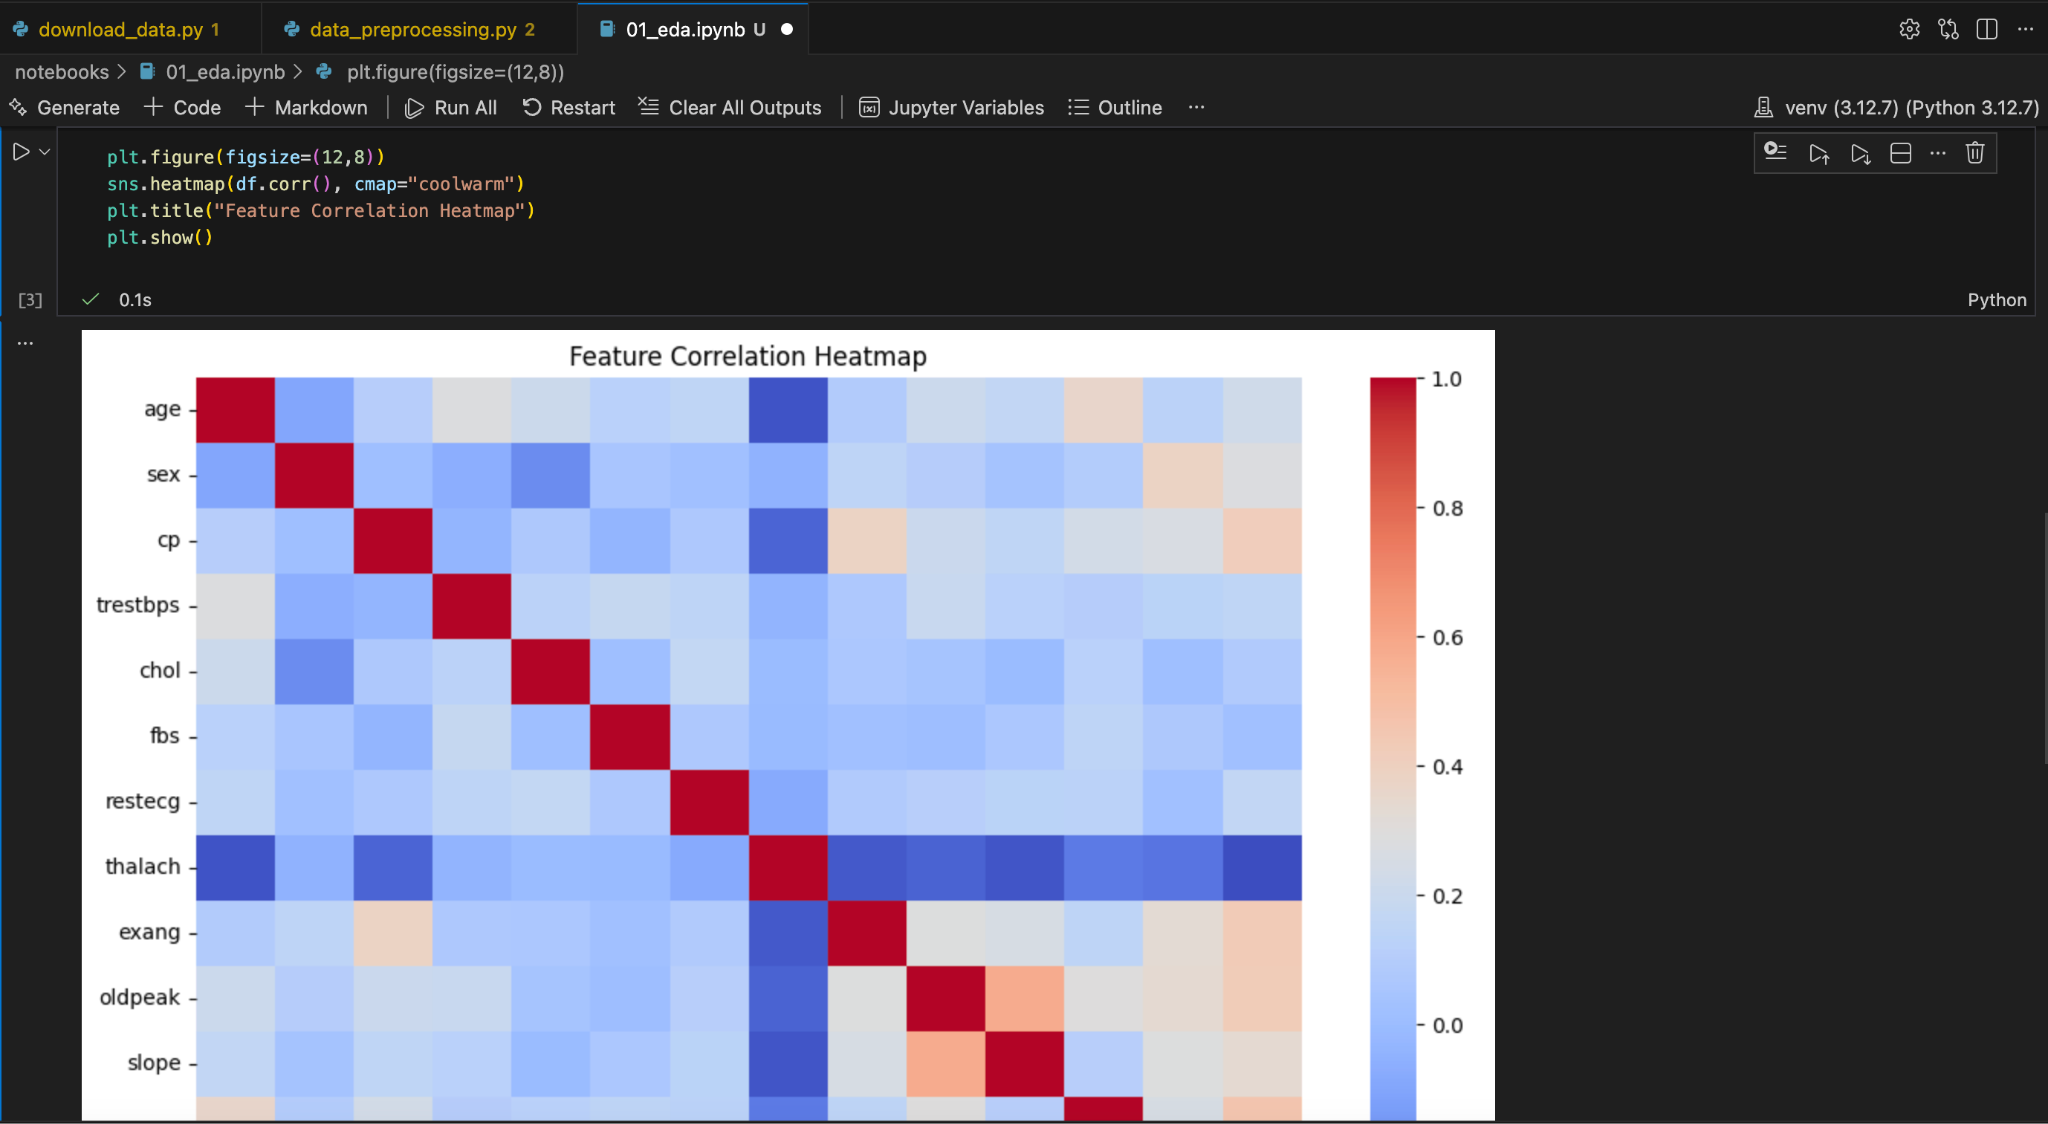 download_data.py 1
data_preprocessing.py 2
01_eda.ipynb U
notebooks > 01_eda.ipynb > plt.figure(figsize=(12,8))
Generate + Code + Markdown | Run All Restart Clear All Outputs | Jupyter Variables Outline ...
venv (3.12.7) (Python 3.12.7)
plt.figure(figsize=(12,8))
sns.heatmap(df.corr(), cmap="coolwarm")
plt.title("Feature Correlation Heatmap")
plt.show()
[3] 0.1s
Python
Feature Correlation Heatmap
age
sex
cp
trestbps
chol
fbs
restecg
thalach
exang
oldpeak
slope
1.0
0.8
0.6
0.4
0.2
0.0